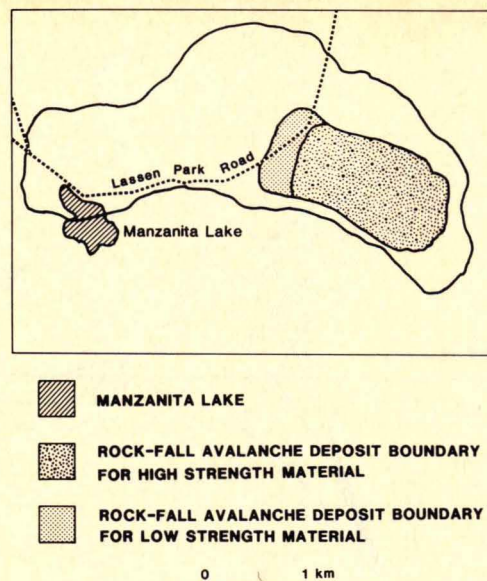 Lassen Park Road
Manzanita Lake
MANZANITA LAKE
ROCK-FALL AVALANCHE DEPOSIT BOUNDARY
FOR HIGH STRENGTH MATERIAL
ROCK-FALL AVALANCHE DEPOSIT BOUNDARY
FOR LOW STRENGTH MATERIAL
0 1 km